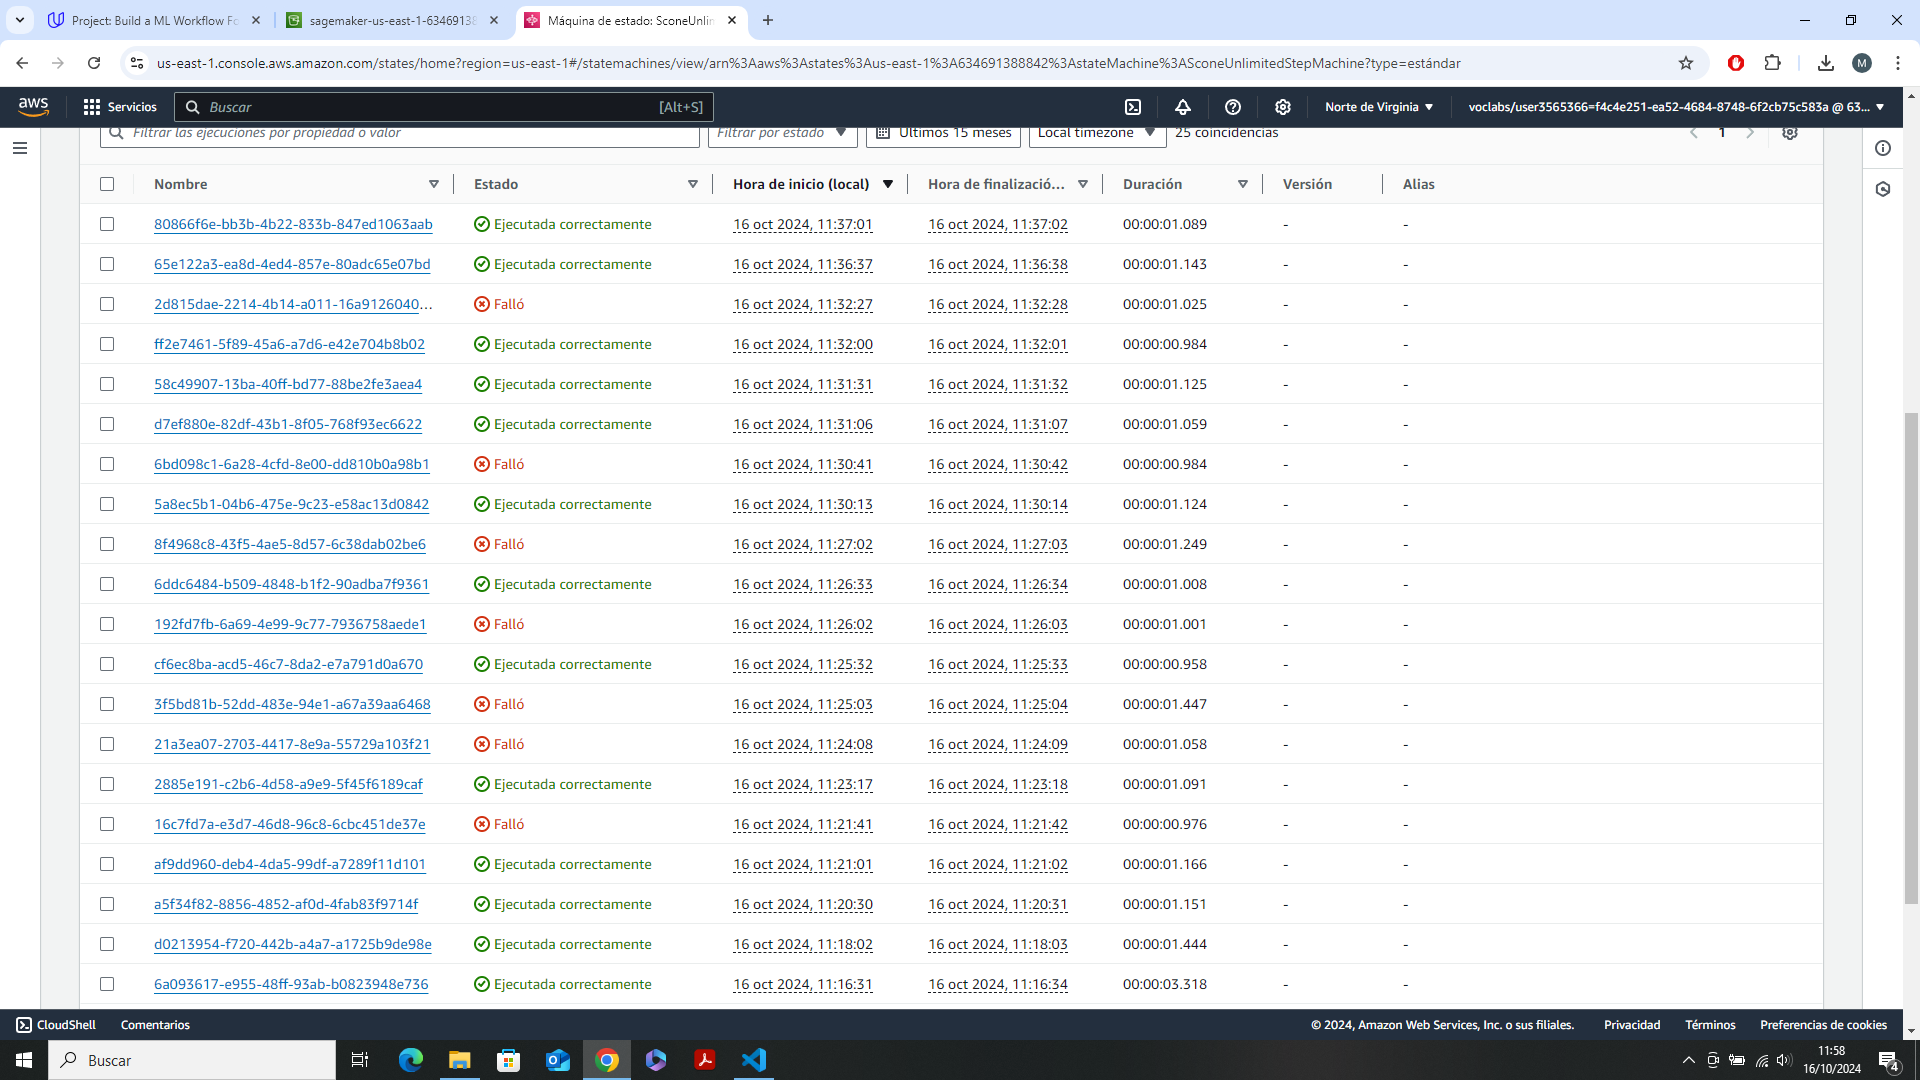 Project: Build a ML Workflow Fo
sagemaker-us-east-1-63469138
Máquina de estado: SconeUnlim
us-east-1.console.aws.amazon.com/states/home?region=us-east-1#/statemachines/view/arn%3Aaws%3Astates%3Aus-east-1%3A634691388842%3AstateMachine%3ASconeUnlimitedStepMachine?type=estándar
M
aws
Servicios
Buscar [Alt+S]
Norte de Virginia
voclabs/user3565366=f4c4e251-ea52-4684-8748-6f2cb75c583a @ 63...
Filtrar las ejecuciones por propiedad o valor
Filtrar por estado
Últimos 15 meses
Local timezone
25 coincidencias
1
Nombre Estado Hora de inicio (local) Hora de finalizació... Duración Versión Alias
80866f6e-bb3b-4b22-833b-847ed1063aab Ejecutada correctamente 16 oct 2024, 11:37:01 16 oct 2024, 11:37:02 00:00:01.089 - -
65e122a3-ea8d-4ed4-857e-80adc65e07bd Ejecutada correctamente 16 oct 2024, 11:36:37 16 oct 2024, 11:36:38 00:00:01.143 - -
2d815dae-2214-4b14-a011-16a9126040... Falló 16 oct 2024, 11:32:27 16 oct 2024, 11:32:28 00:00:01.025 - -
ff2e7461-5f89-45a6-a7d6-e42e704b8b02 Ejecutada correctamente 16 oct 2024, 11:32:00 16 oct 2024, 11:32:01 00:00:00.984 - -
58c49907-13ba-40ff-bd77-88be2fe3aea4 Ejecutada correctamente 16 oct 2024, 11:31:31 16 oct 2024, 11:31:32 00:00:01.125 - -
d7ef880e-82df-43b1-8f05-768f93ec6622 Ejecutada correctamente 16 oct 2024, 11:31:06 16 oct 2024, 11:31:07 00:00:01.059 - -
6bd098c1-6a28-4cfd-8e00-dd810b0a98b1 Falló 16 oct 2024, 11:30:41 16 oct 2024, 11:30:42 00:00:00.984 - -
5a8ec5b1-04b6-475e-9c23-e58ac13d0842 Ejecutada correctamente 16 oct 2024, 11:30:13 16 oct 2024, 11:30:14 00:00:01.124 - -
8f4968c8-43f5-4ae5-8d57-6c38dab02be6 Falló 16 oct 2024, 11:27:02 16 oct 2024, 11:27:03 00:00:01.249 - -
6ddc6484-b509-4848-b1f2-90adba7f9361 Ejecutada correctamente 16 oct 2024, 11:26:33 16 oct 2024, 11:26:34 00:00:01.008 - -
192fd7fb-6a69-4e99-9c77-7936758aede1 Falló 16 oct 2024, 11:26:02 16 oct 2024, 11:26:03 00:00:01.001 - -
cf6ec8ba-acd5-46c7-8da2-e7a791d0a670 Ejecutada correctamente 16 oct 2024, 11:25:32 16 oct 2024, 11:25:33 00:00:00.958 - -
3f5bd81b-52dd-483e-94e1-a67a39aa6468 Falló 16 oct 2024, 11:25:03 16 oct 2024, 11:25:04 00:00:01.447 - -
21a3ea07-2703-4417-8e9a-55729a103f21 Falló 16 oct 2024, 11:24:08 16 oct 2024, 11:24:09 00:00:01.058 - -
2885e191-c2b6-4d58-a9e9-5f45f6189caf Ejecutada correctamente 16 oct 2024, 11:23:17 16 oct 2024, 11:23:18 00:00:01.091 - -
16c7fd7a-e3d7-46d8-96c8-6cbc451de37e Falló 16 oct 2024, 11:21:41 16 oct 2024, 11:21:42 00:00:00.976 - -
af9dd960-deb4-4da5-99df-a7289f11d101 Ejecutada correctamente 16 oct 2024, 11:21:01 16 oct 2024, 11:21:02 00:00:01.166 - -
a5f34f82-8856-4852-af0d-4fab83f9714f Ejecutada correctamente 16 oct 2024, 11:20:30 16 oct 2024, 11:20:31 00:00:01.151 - -
d0213954-f720-442b-a4a7-a1725b9de98e Ejecutada correctamente 16 oct 2024, 11:18:02 16 oct 2024, 11:18:03 00:00:01.444 - -
6a093617-e955-48ff-93ab-b0823948e736 Ejecutada correctamente 16 oct 2024, 11:16:31 16 oct 2024, 11:16:34 00:00:03.318 - -
CloudShell Comentarios © 2024, Amazon Web Services, Inc. o sus filiales. Privacidad Términos Preferencias de cookies
Buscar
11:58
16/10/2024
4